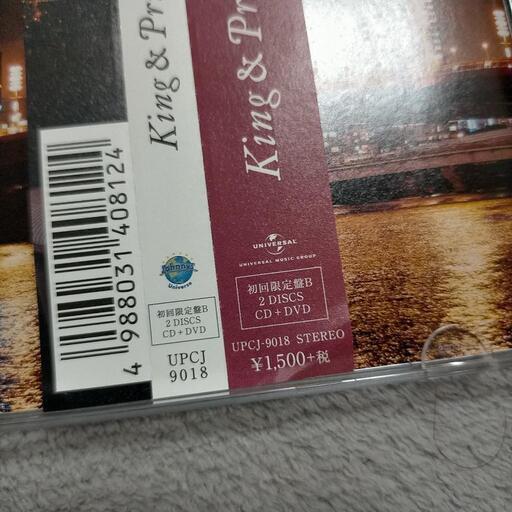 4 988031 408124
King & Pr
Johnnys'
Universe
初回限定盤B
2 DISCS
CD + DVD
UPCJ
9018
King & Pr
UNIVERSAL
UNIVERSAL MUSIC GROUP
初回限定盤B
2 DISCS
CD + DVD
UPCJ-9018 STEREO
¥1,500+税